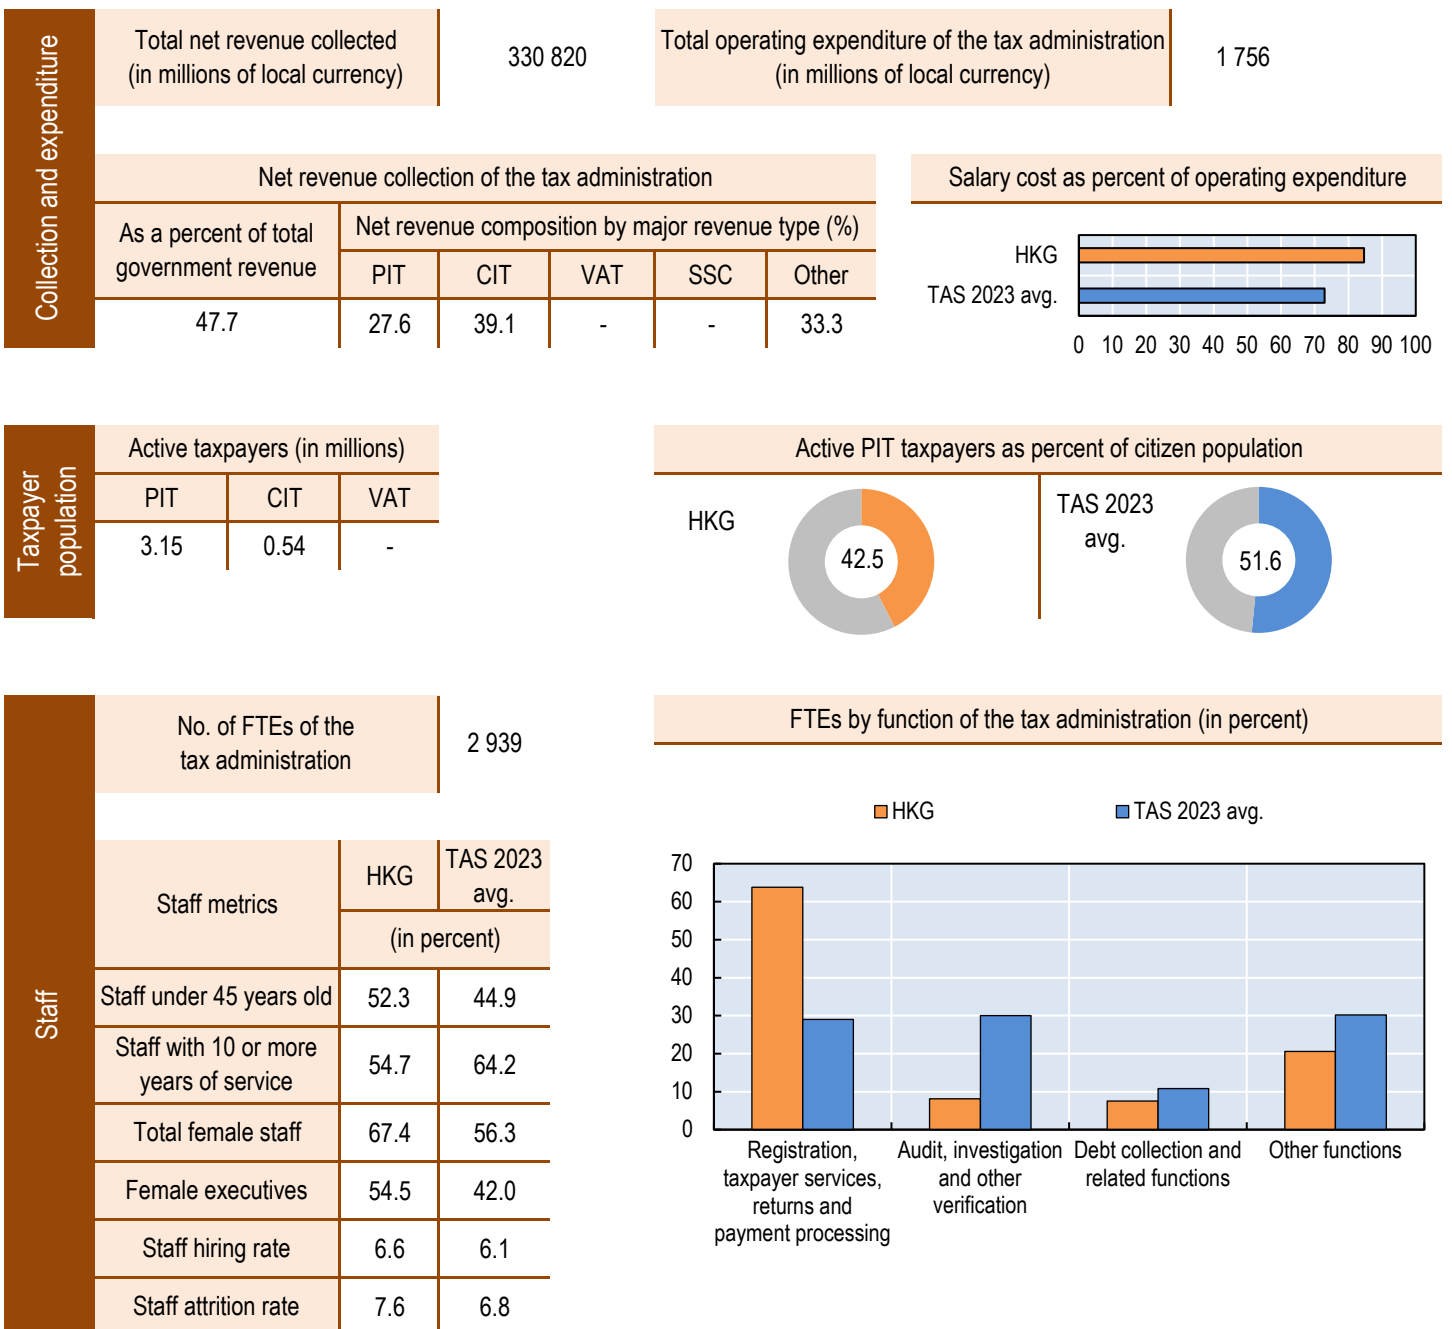 Collection and expenditure
Total net revenue collected
(in millions of local currency)
330 820
Total operating expenditure of the tax administration
(in millions of local currency)
1 756
Net revenue collection of the tax administration
As a percent of total
government revenue
Net revenue composition by major revenue type (%)
PIT CIT VAT SSC Other
47.7 27.6 39.1 - - 33.3
Salary cost as percent of operating expenditure
HKG
TAS 2023 avg.
0 10 20 30 40 50 60 70 80 90 100
Taxpayer
population
Active taxpayers (in millions)
PIT CIT VAT
3.15 0.54 -
Active PIT taxpayers as percent of citizen population
HKG
42.5
TAS 2023
avg.
51.6
Staff
No. of FTEs of the
tax administration
2 939
Staff metrics
HKG
TAS 2023
avg.
(in percent)
Staff under 45 years old 52.3 44.9
Staff with 10 or more
years of service
54.7 64.2
Total female staff 67.4 56.3
Female executives 54.5 42.0
Staff hiring rate 6.6 6.1
Staff attrition rate 7.6 6.8
FTEs by function of the tax administration (in percent)
HKG TAS 2023 avg.
70
60
50
40
30
20
10
0
Registration,
taxpayer services,
returns and
payment processing
Audit, investigation
and other
verification
Debt collection and
related functions
Other functions